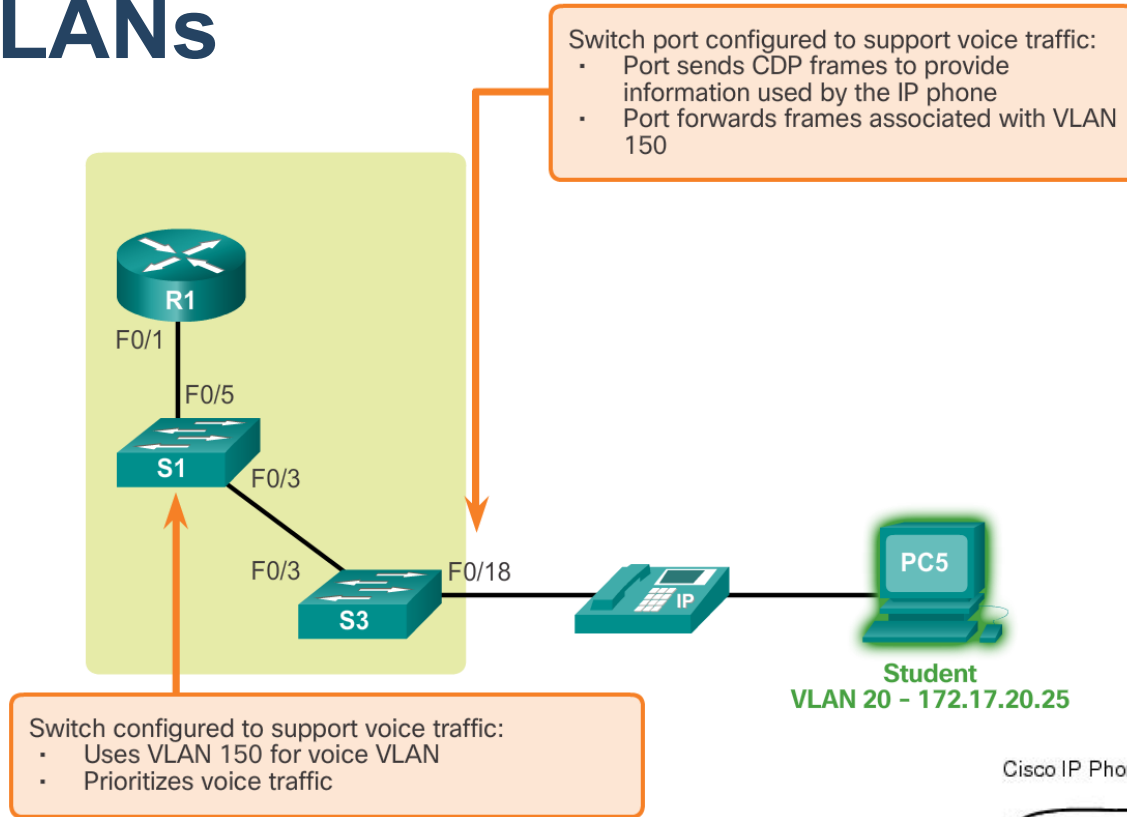 LANs
Switch port configured to support voice traffic:
· Port sends CDP frames to provide
information used by the IP phone
· Port forwards frames associated with VLAN
150
R1
F0/1
F0/5
S1
F0/3
F0/3
F0/18
S3
IP
PC5
Student
VLAN 20 – 172.17.20.25
Switch configured to support voice traffic:
· Uses VLAN 150 for voice VLAN
· Prioritizes voice traffic
Cisco IP Pho